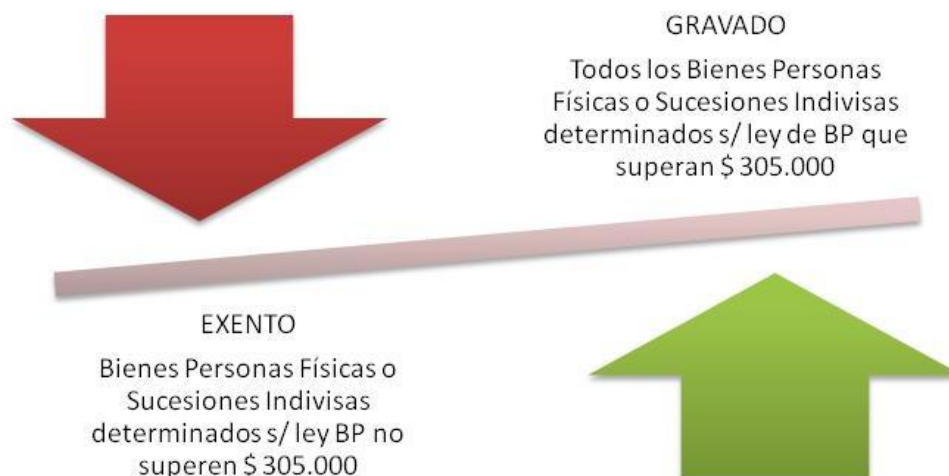 GRAVADO
Todos los Bienes Personas
Físicas o Sucesiones Indivisas
determinados s/ ley de BP que
superan $ 305.000
EXENTO
Bienes Personas Físicas o
Sucesiones Indivisas
determinados s/ ley BP no
superen $ 305.000